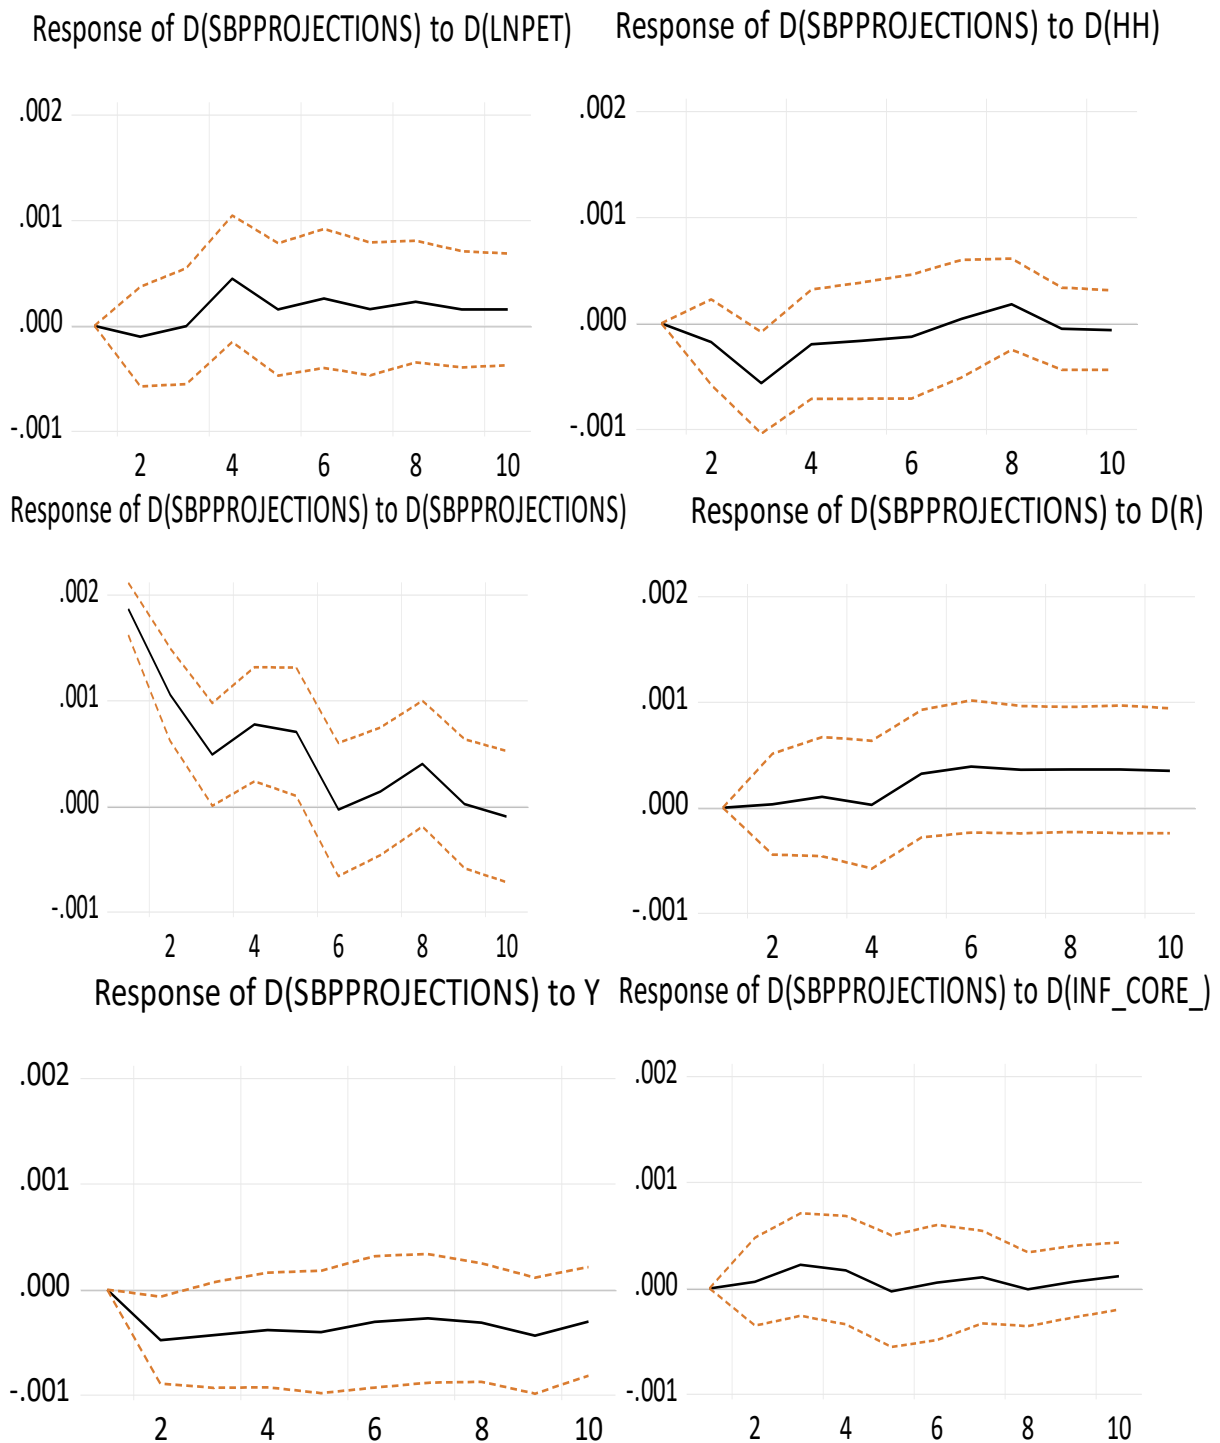 Response of D(SBPPROJECTIONS) to D(LNPET)
.002
.001
.000
-.001
2 4 6 8 10
Response of D(SBPPROJECTIONS) to D(HH)
.002
.001
.000
-.001
2 4 6 8 10
Response of D(SBPPROJECTIONS) to D(SBPPROJECTIONS)
.002
.001
.000
-.001
2 4 6 8 10
Response of D(SBPPROJECTIONS) to D(R)
.002
.001
.000
-.001
2 4 6 8 10
Response of D(SBPPROJECTIONS) to Y
.002
.001
.000
-.001
2 4 6 8 10
Response of D(SBPPROJECTIONS) to D(INF_CORE_)
.002
.001
.000
-.001
2 4 6 8 10